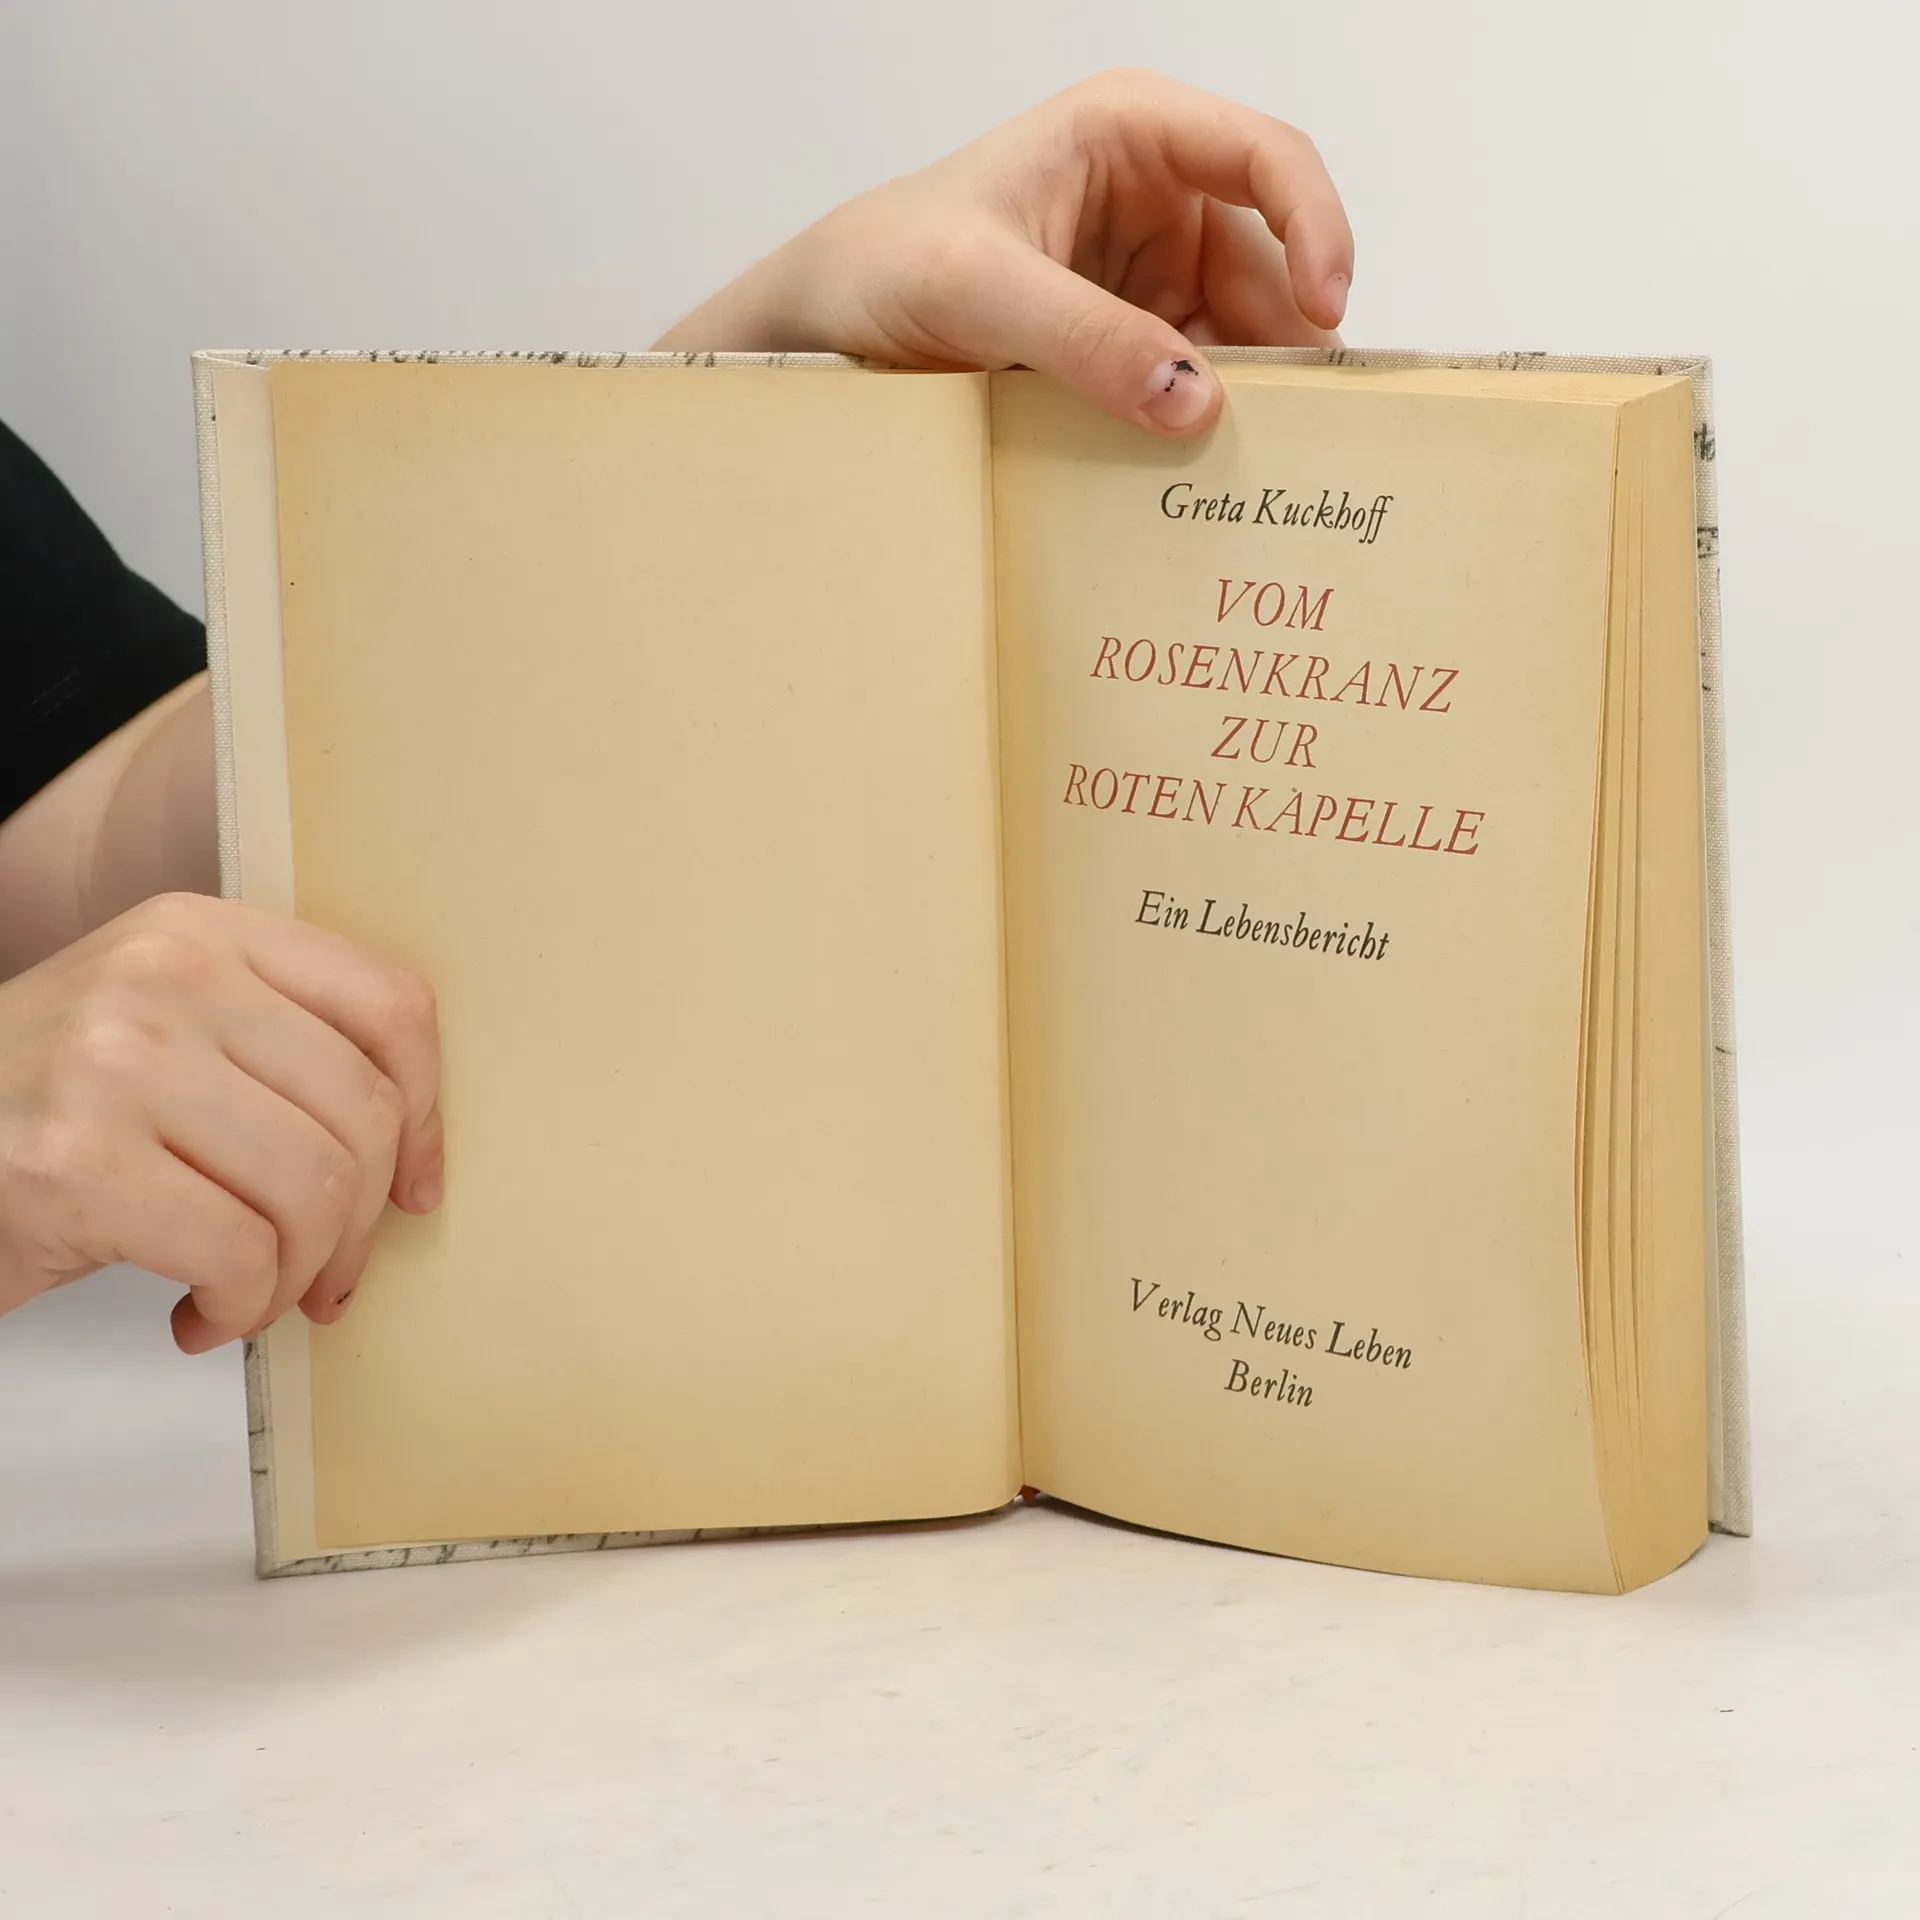 Greta Kuckhoff
VOM
ROSENKRANZ
ZUR
ROTEN KAPELLE
Ein Lebensbericht
Verlag Neues Leben
Berlin